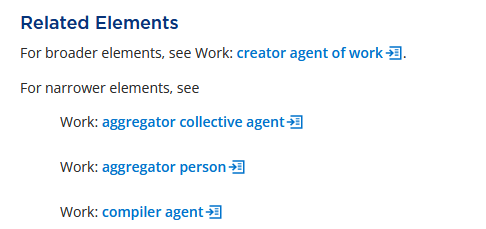 Related Elements
For broader elements, see Work: creator agent of work.
For narrower elements, see
Work: aggregator collective agent
Work: aggregator person
Work: compiler agent